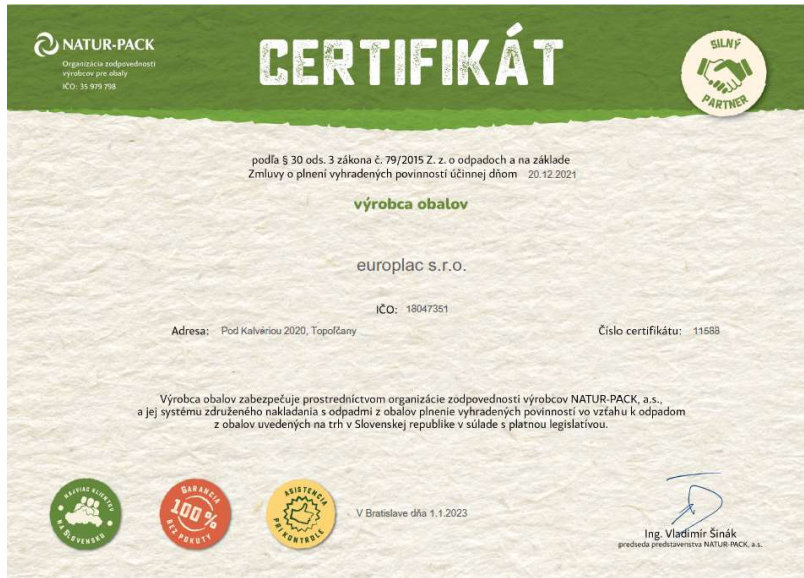 NATUR-PACK
Organizácia zodpovednosti
výrobcov pre obaly
IČO: 35 979 798
CERTIFIKÁT
SILNÝ
PARTNER
podľa § 30 ods. 3 zákona č. 79/2015 Z. z. o odpadoch a na základe
Zmluvy o plnení vyhradených povinností účinnej dňom 20.12.2021
výrobca obalov
europlac s.r.o.
IČO: 18047351
Adresa: Pod Kalváriou 2020, Topoľčany
Číslo certifikátu: 11588
Výrobca obalov zabezpečuje prostredníctvom organizácie zodpovednosti výrobcov NATUR-PACK, a.s.,
a jej systému združeného nakladania s odpadmi z obalov plnenie vyhradených povinností vo vzťahu k odpadom
z obalov uvedených na trh v Slovenskej republike v súlade s platnou legislatívou.
NAJVIAC KLIENTOV
NA SLOVENSKU
GARANCIA
100 %
BEZ POKUTY
ASISTENCIA
PRI KONTROLE
V Bratislave dňa 1.1.2023
Ing. Vladimír Šinák
predseda predstavenstva NATUR-PACK, a.s.